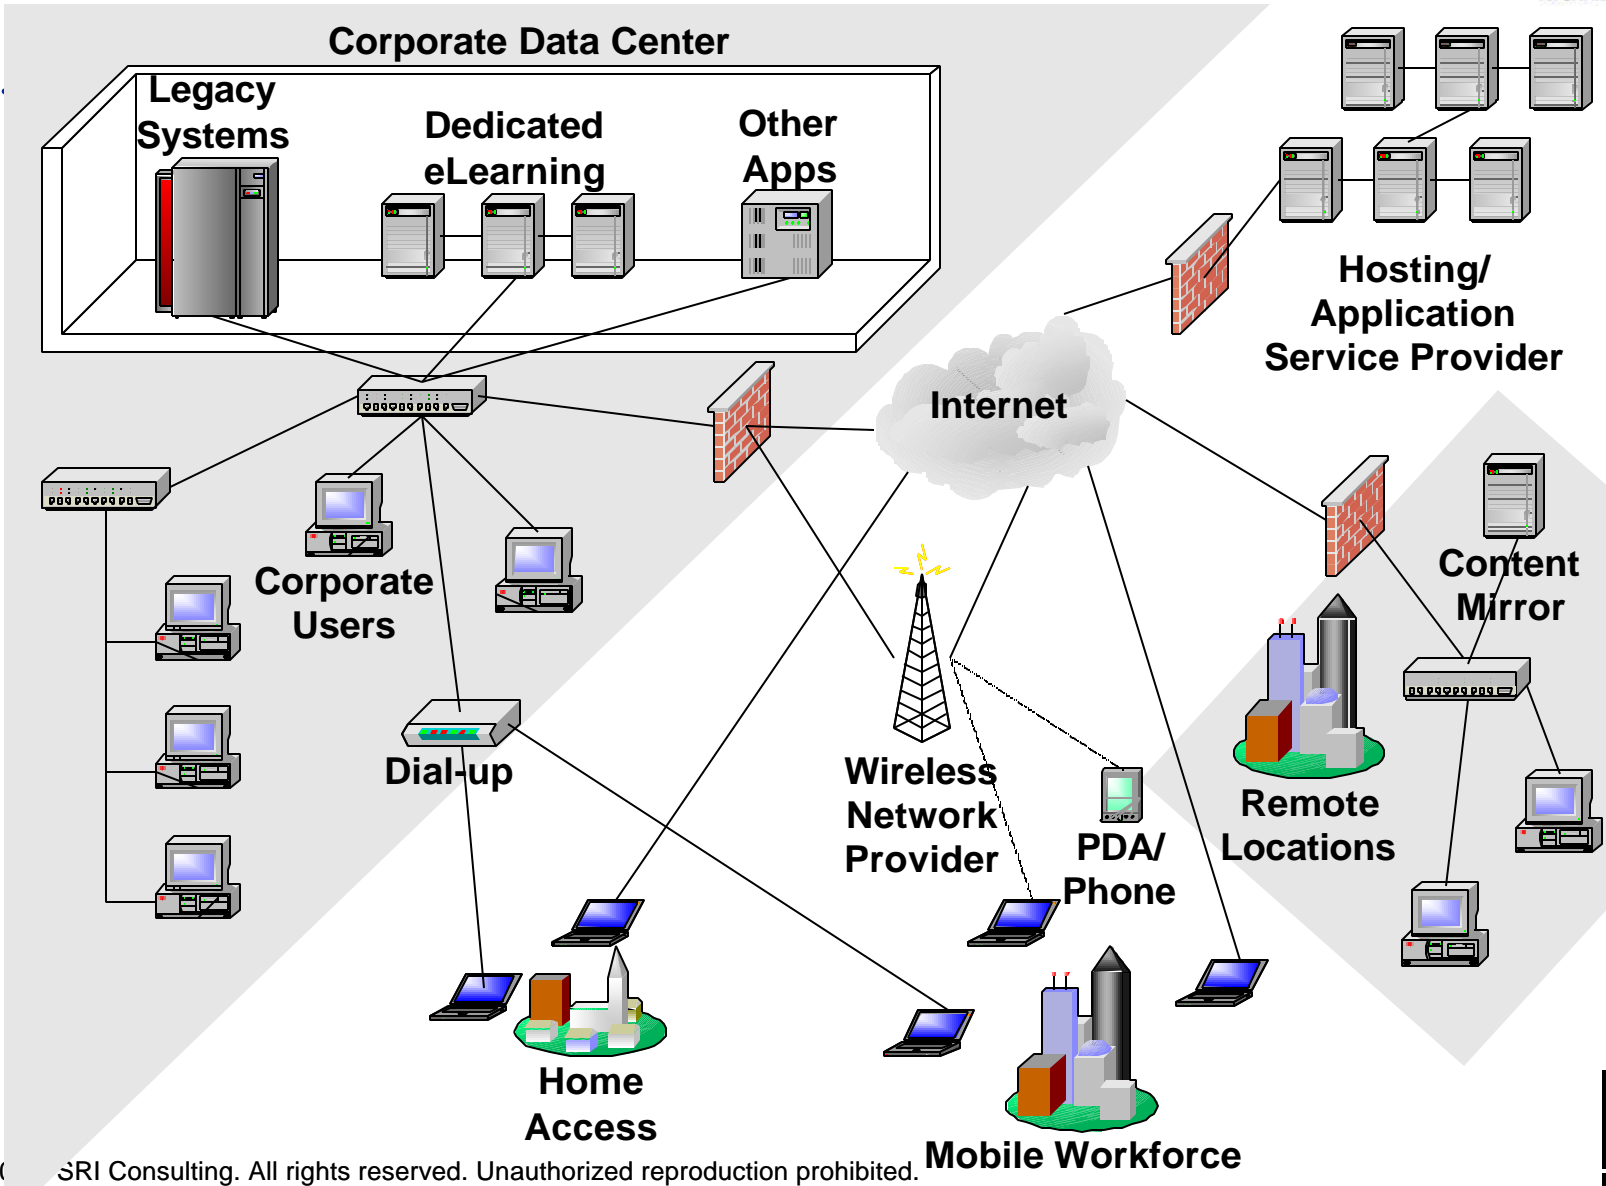 Corporate Data Center
Legacy
Systems
Dedicated
eLearning
Other
Apps
Hosting/
Application
Service Provider
Internet
Corporate
Users
Content
Mirror
Dial-up
Wireless
Network
Provider
PDA/
Phone
Remote
Locations
Home
Access
Mobile Workforce
SRI Consulting. All rights reserved. Unauthorized reproduction prohibited.